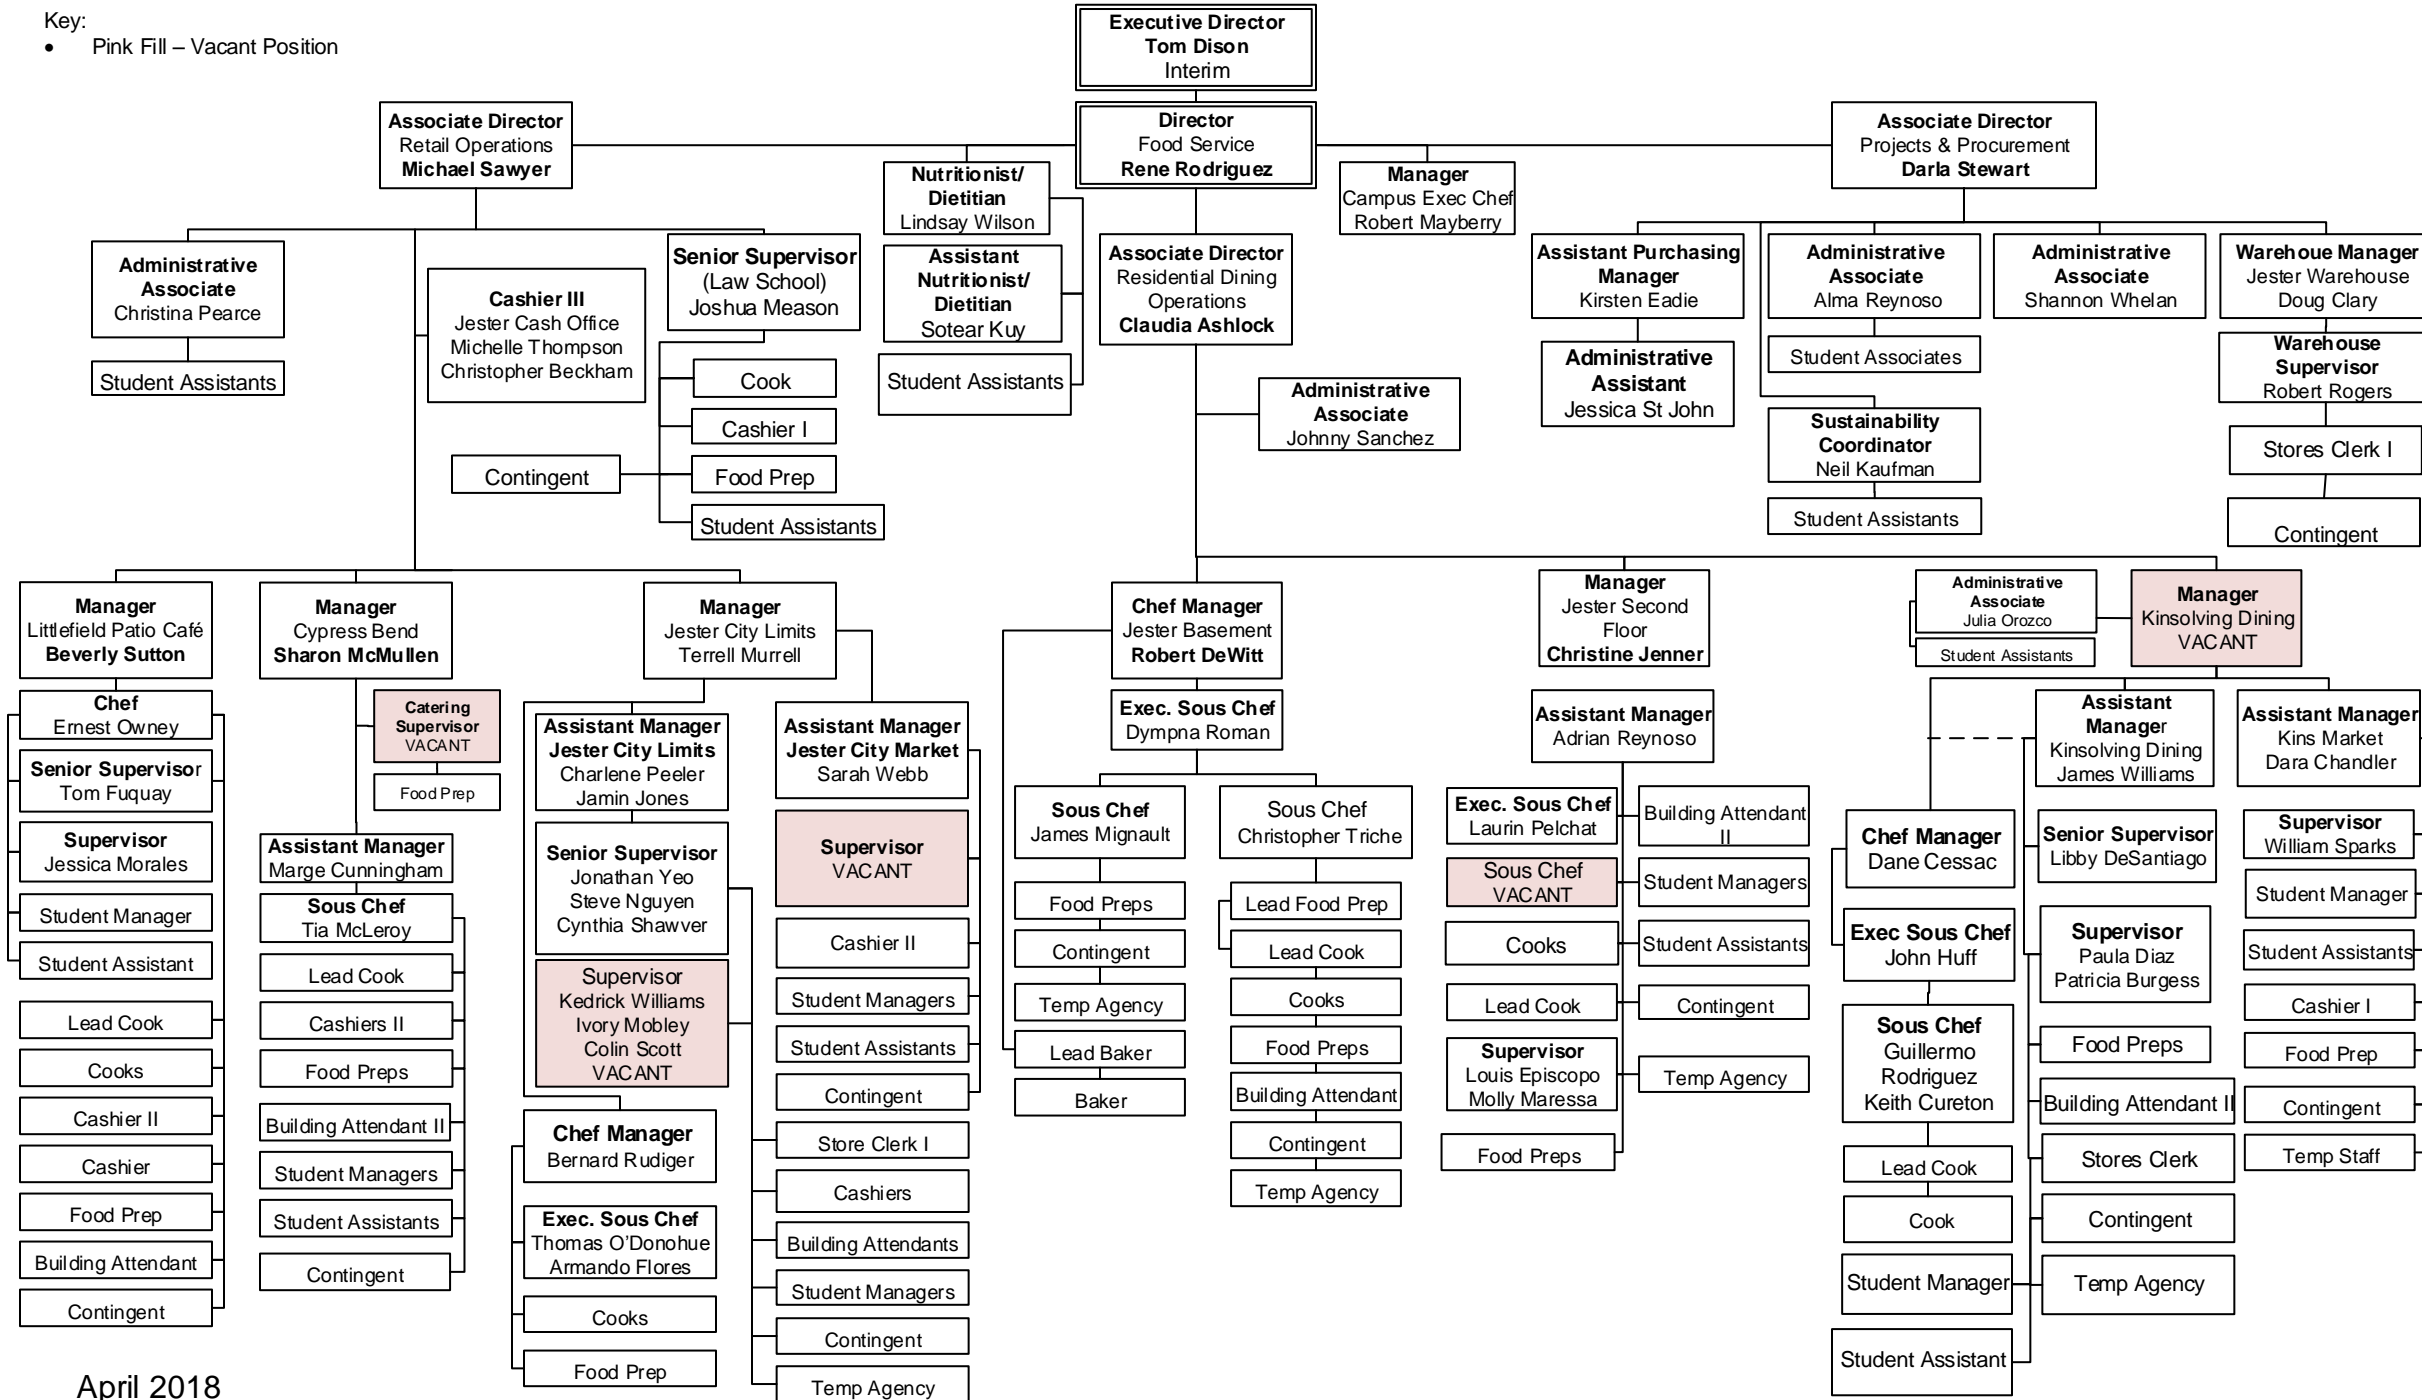 Key:
• Pink Fill – Vacant Position
Executive Director
Tom Dison
Interim
Associate Director
Retail Operations
Michael Sawyer
Director
Food Service
Rene Rodriguez
Associate Director
Projects & Procurement
Darla Stewart
Nutritionist/
Dietitian
Lindsay Wilson
Manager
Campus Exec Chef
Robert Mayberry
Administrative
Associate
Christina Pearce
Student Assistants
Cashier III
Jester Cash Office
Michelle Thompson
Christopher Beckham
Senior Supervisor
(Law School)
Joshua Meason
Cook
Cashier I
Contingent
Food Prep
Student Assistants
Assistant
Nutritionist/
Dietitian
Sotear Kuy
Student Assistants
Associate Director
Residential Dining
Operations
Claudia Ashlock
Administrative
Associate
Johnny Sanchez
Assistant Purchasing
Manager
Kirsten Eadie
Administrative
Assistant
Jessica St John
Administrative
Associate
Alma Reynoso
Student Associates
Sustainability
Coordinator
Neil Kaufman
Student Assistants
Administrative
Associate
Shannon Whelan
Warehoue Manager
Jester Warehouse
Doug Clary
Warehouse
Supervisor
Robert Rogers
Stores Clerk I
Contingent
Manager
Littlefield Patio Café
Beverly Sutton
Chef
Ernest Owney
Senior Supervisor
Tom Fuquay
Supervisor
Jessica Morales
Student Manager
Student Assistant
Lead Cook
Cooks
Cashier II
Cashier
Food Prep
Building Attendant
Contingent
Manager
Cypress Bend
Sharon McMullen
Catering
Supervisor
VACANT
Food Prep
Assistant Manager
Marge Cunningham
Sous Chef
Tia McLeroy
Lead Cook
Cashiers II
Food Preps
Building Attendant II
Student Managers
Student Assistants
Contingent
Manager
Jester City Limits
Terrell Murrell
Assistant Manager
Jester City Limits
Charlene Peeler
Jamin Jones
Senior Supervisor
Jonathan Yeo
Steve Nguyen
Cynthia Shawver
Supervisor
Kedrick Williams
Ivory Mobley
Colin Scott
VACANT
Chef Manager
Bernard Rudiger
Exec. Sous Chef
Thomas O’Donohue
Armando Flores
Cooks
Food Prep
Assistant Manager
Jester City Market
Sarah Webb
Supervisor
VACANT
Cashier II
Student Managers
Student Assistants
Contingent
Store Clerk I
Cashiers
Building Attendants
Student Managers
Contingent
Temp Agency
Chef Manager
Jester Basement
Robert DeWitt
Exec. Sous Chef
Dympna Roman
Sous Chef
James Mignault
Food Preps
Contingent
Temp Agency
Lead Baker
Baker
Sous Chef
Christopher Triche
Lead Food Prep
Lead Cook
Cooks
Food Preps
Building Attendant
Contingent
Temp Agency
Manager
Jester Second
Floor
Christine Jenner
Assistant Manager
Adrian Reynoso
Exec. Sous Chef
Laurin Pelchat
Sous Chef
VACANT
Cooks
Lead Cook
Supervisor
Louis Episcopo
Molly Maressa
Food Preps
Building Attendant
II
Student Managers
Student Assistants
Contingent
Temp Agency
Administrative
Associate
Julia Orozco
Student Assistants
Manager
Kinsolving Dining
VACANT
Chef Manager
Dane Cessac
Exec Sous Chef
John Huff
Sous Chef
Guillermo
Rodriguez
Keith Cureton
Lead Cook
Cook
Student Manager
Student Assistant
Assistant
Manager
Kinsolving Dining
James Williams
Senior Supervisor
Libby DeSantiago
Supervisor
Paula Diaz
Patricia Burgess
Food Preps
Building Attendant II
Stores Clerk
Contingent
Temp Agency
Assistant Manager
Kins Market
Dara Chandler
Supervisor
William Sparks
Student Manager
Student Assistants
Cashier I
Food Prep
Contingent
Temp Staff
April 2018